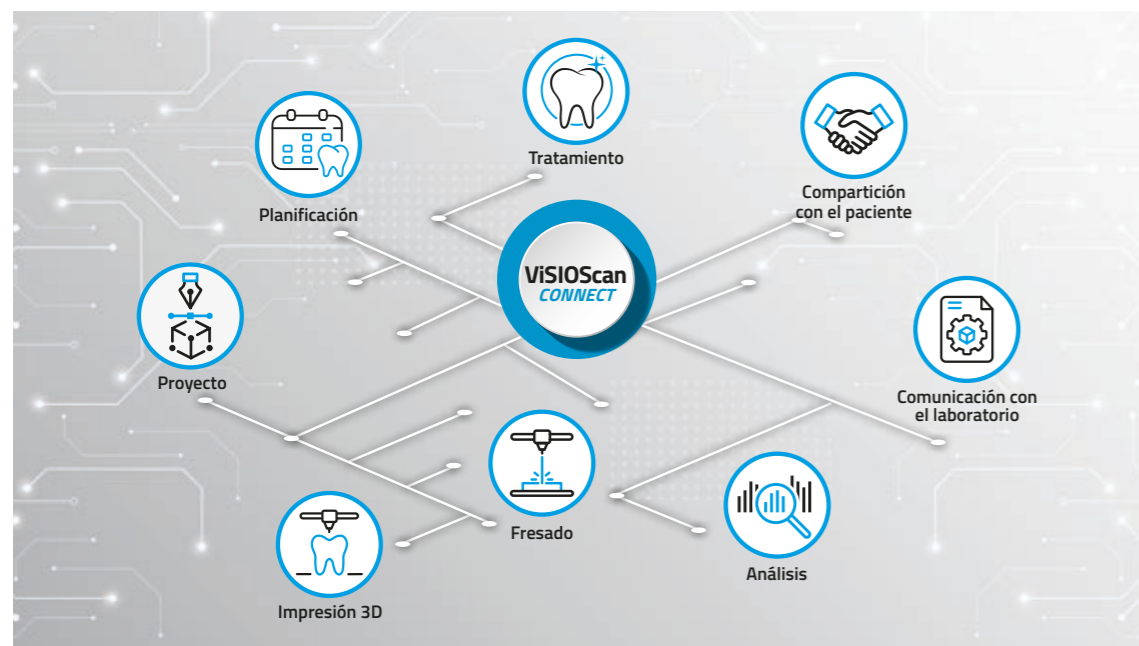 Tratamiento
Compartición
con el paciente
Planificación
ViSIOScan
CONNECT
Proyecto
Comunicación con
el laboratorio
Fresado
Análisis
Impresión 3D